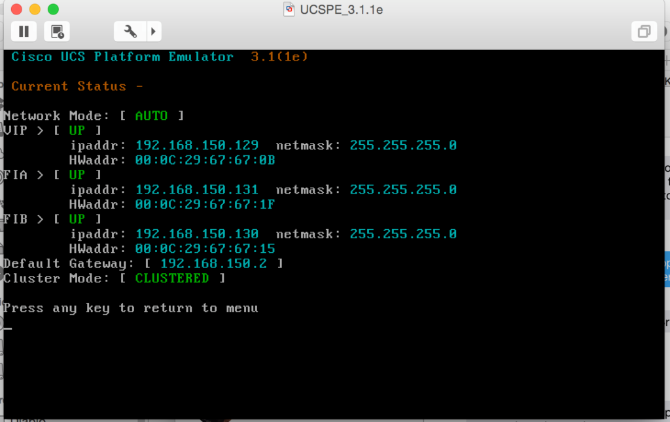 UCSPE_3.1.1e
Cisco UCS Platform Emulator 3.1(1e)
Current Status -
Network Mode: [ AUTO ]
VIP > [ UP ]
ipaddr: 192.168.150.129 netmask: 255.255.255.0
HWaddr: 00:0C:29:67:67:0B
FIA > [ UP ]
ipaddr: 192.168.150.131 netmask: 255.255.255.0
HWaddr: 00:0C:29:67:67:1F
FIB > [ UP ]
ipaddr: 192.168.150.130 netmask: 255.255.255.0
HWaddr: 00:0C:29:67:67:15
Default Gateway: [ 192.168.150.2 ]
Cluster Mode: [ CLUSTERED ]
Press any key to return to menu